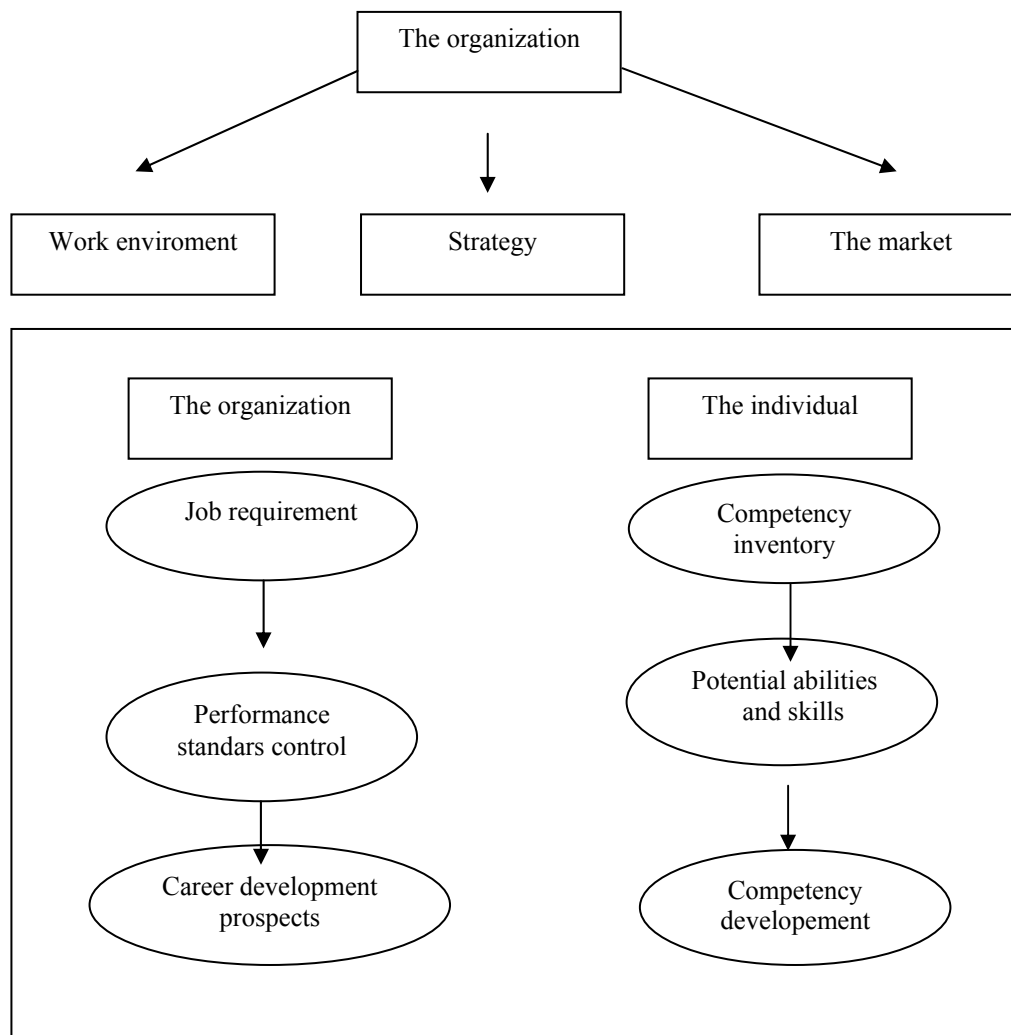 The organization
Work enviroment
Strategy
The market
The organization
The individual
Job requirement
Competency
inventory
Potential abilities
and skills
Performance
standars control
Career development
prospects
Competency
developement